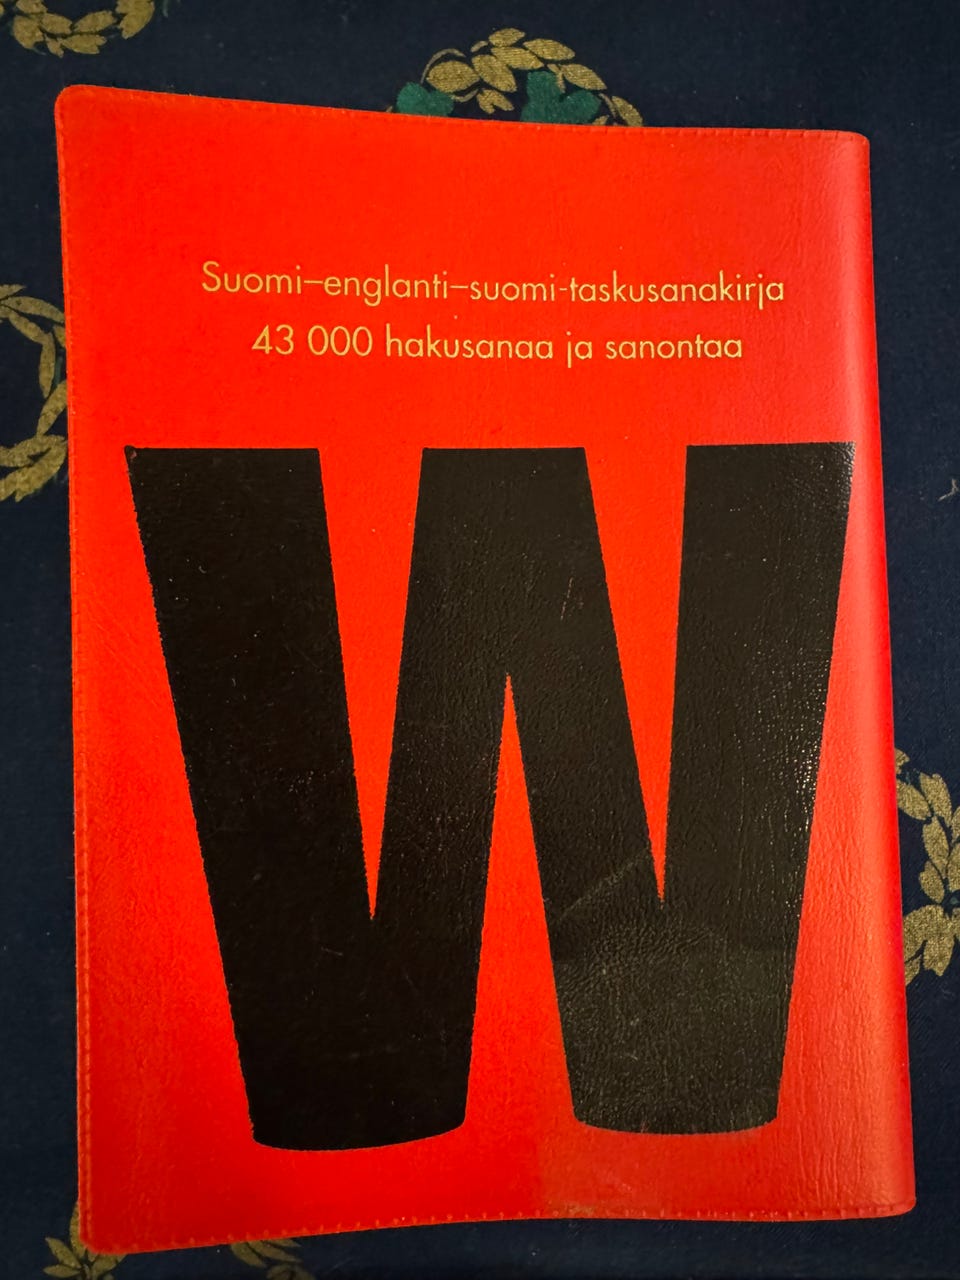 Suomi–englanti–suomi-taskusanakirja
43 000 hakusanaa ja sanontaa
W